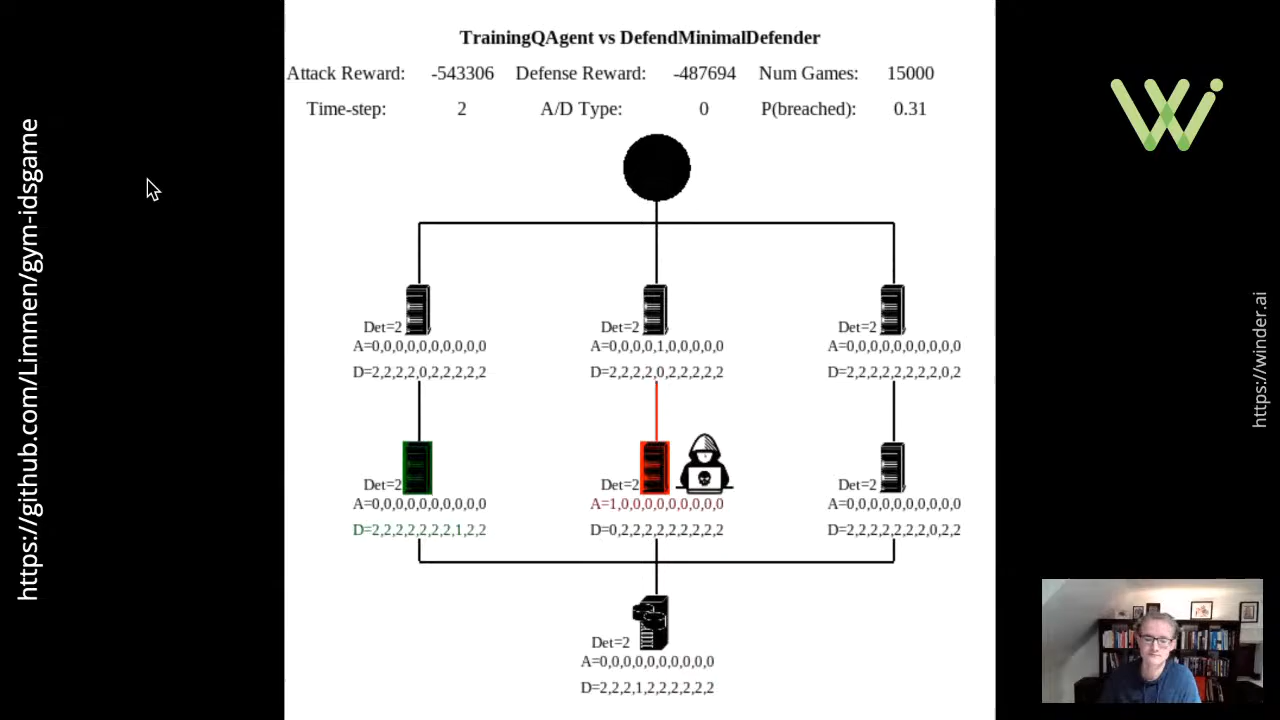 TrainingQAgent vs DefendMinimalDefender
Attack Reward: -543306 Defense Reward: -487694 Num Games: 15000
Time-step: 2 A/D Type: 0 P(breached): 0.31
https://github.com/Limmen/gym-idsgame
https://winder.ai
Det=2 Det=2 Det=2
A=0,0,0,0,0,0,0,0,0,0 A=0,0,0,0,1,0,0,0,0,0 A=0,0,0,0,0,0,0,0,0,0
D=2,2,2,2,0,2,2,2,2,2 D=2,2,2,2,0,2,2,2,2,2 D=2,2,2,2,2,2,2,2,0,2
Det=2 Det=2 Det=2
A=0,0,0,0,0,0,0,0,0,0 A=1,0,0,0,0,0,0,0,0,0 A=0,0,0,0,0,0,0,0,0,0
D=2,2,2,2,2,2,2,1,2,2 D=0,2,2,2,2,2,2,2,2,2 D=2,2,2,2,2,2,2,0,2,2
Det=2
A=0,0,0,0,0,0,0,0,0,0
D=2,2,2,1,2,2,2,2,2,2